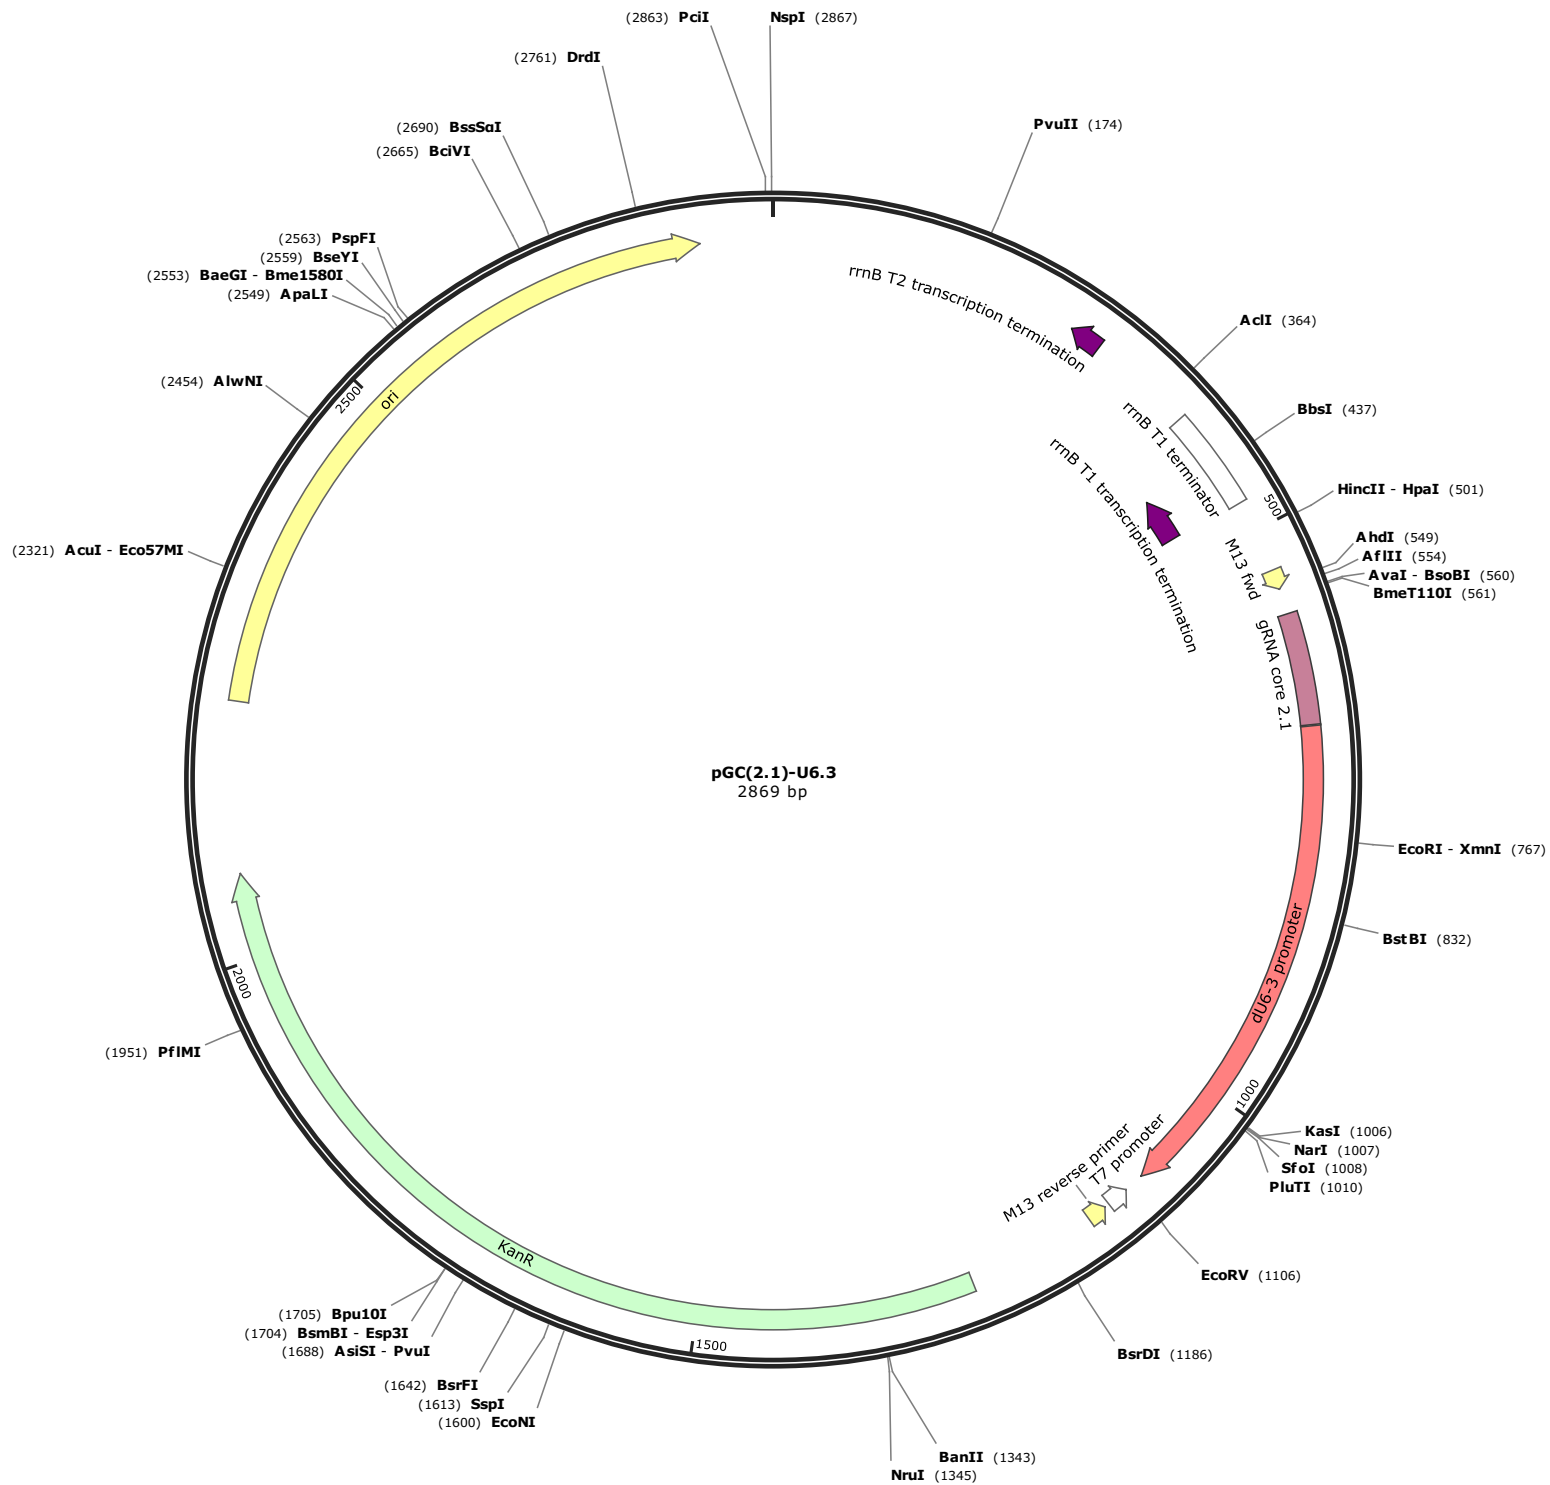 (2863) PciI
NspI (2867)
(2761) DrdI
PvuII (174)
(2690) BssSαI
(2665) BciVI
(2563) PspFI
(2559) BseYI
(2553) BaeGI - Bme1580I
(2549) ApaLI
rrnB T2 transcription termination
AclI (364)
(2454) AlwNI
2500
ori
BbsI (437)
rrnB T1 terminator
rrnB T1 transcription termination
HincII - HpaI (501)
500
AhdI (549)
AflII (554)
AvaI - BsoBI (560)
BmeT110I (561)
(2321) AcuI - Eco57MI
M13 fwd
gRNA core 2.1
pGC(2.1)-U6.3
2869 bp
EcoRI - XmnI (767)
BstBI (832)
dU6-3 promoter
2000
(1951) PflMI
1000
KasI (1006)
NarI (1007)
SfoI (1008)
PluTI (1010)
M13 reverse primer
T7 promoter
KanR
EcoRV (1106)
(1705) Bpu10I
(1704) BsmBI - Esp3I
(1688) AsiSI - PvuI
1500
BsrDI (1186)
(1642) BsrFI
(1613) SspI
(1600) EcoNI
BanII (1343)
NruI (1345)